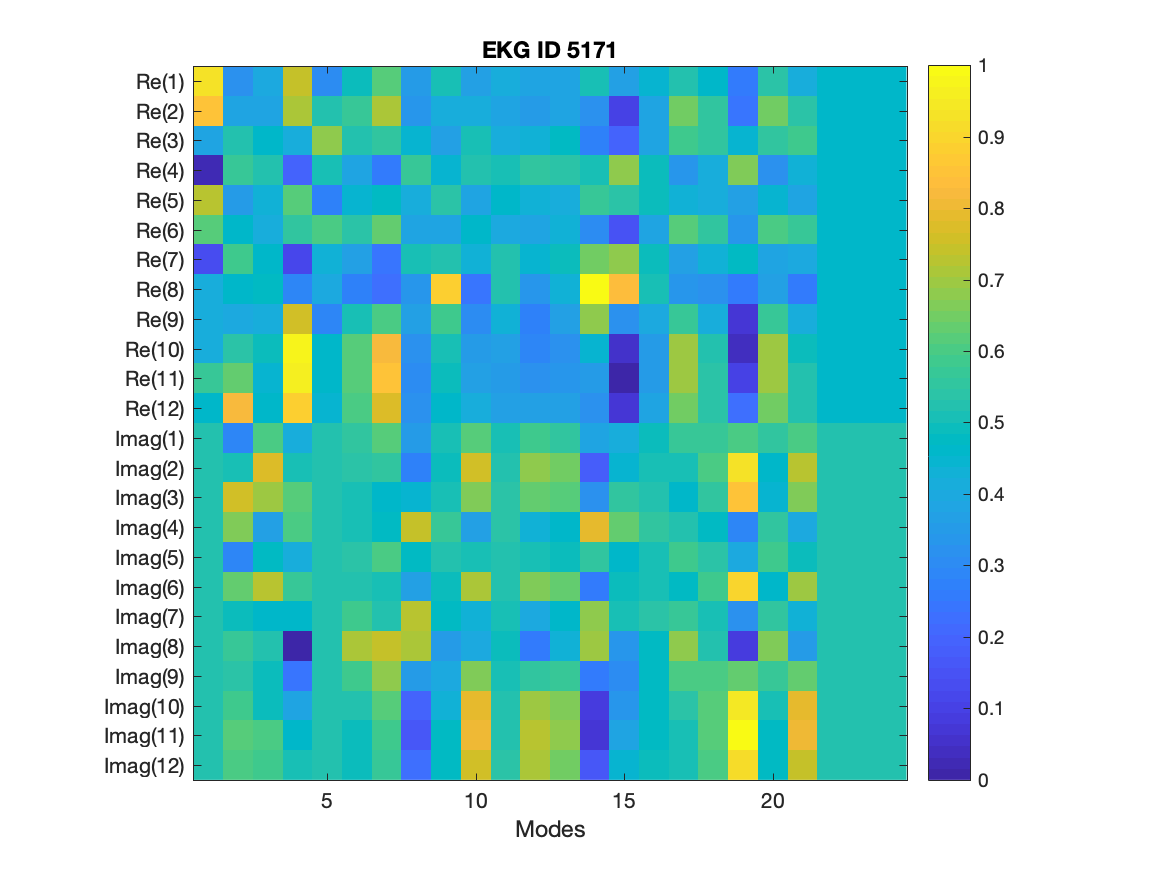 EKG ID 5171
Re(1)
Re(2)
Re(3)
Re(4)
Re(5)
Re(6)
Re(7)
Re(8)
Re(9)
Re(10)
Re(11)
Re(12)
Imag(1)
Imag(2)
Imag(3)
Imag(4)
Imag(5)
Imag(6)
Imag(7)
Imag(8)
Imag(9)
Imag(10)
Imag(11)
Imag(12)
5 10 15 20
Modes
1
0.9
0.8
0.7
0.6
0.5
0.4
0.3
0.2
0.1
0